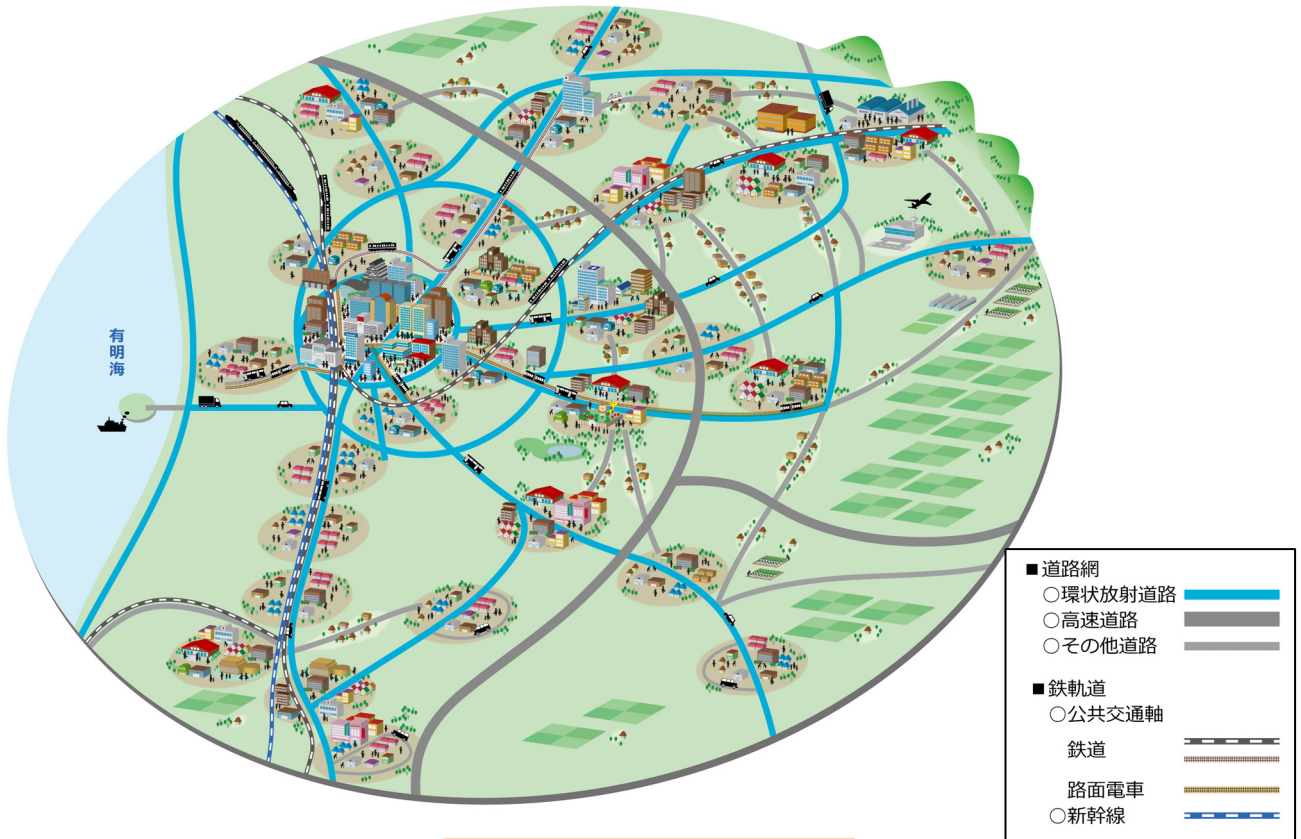 有明海
■道路網
○環状放射道路
○高速道路
○その他道路
■鉄軌道
○公共交通軸
鉄道
路面電車
○新幹線